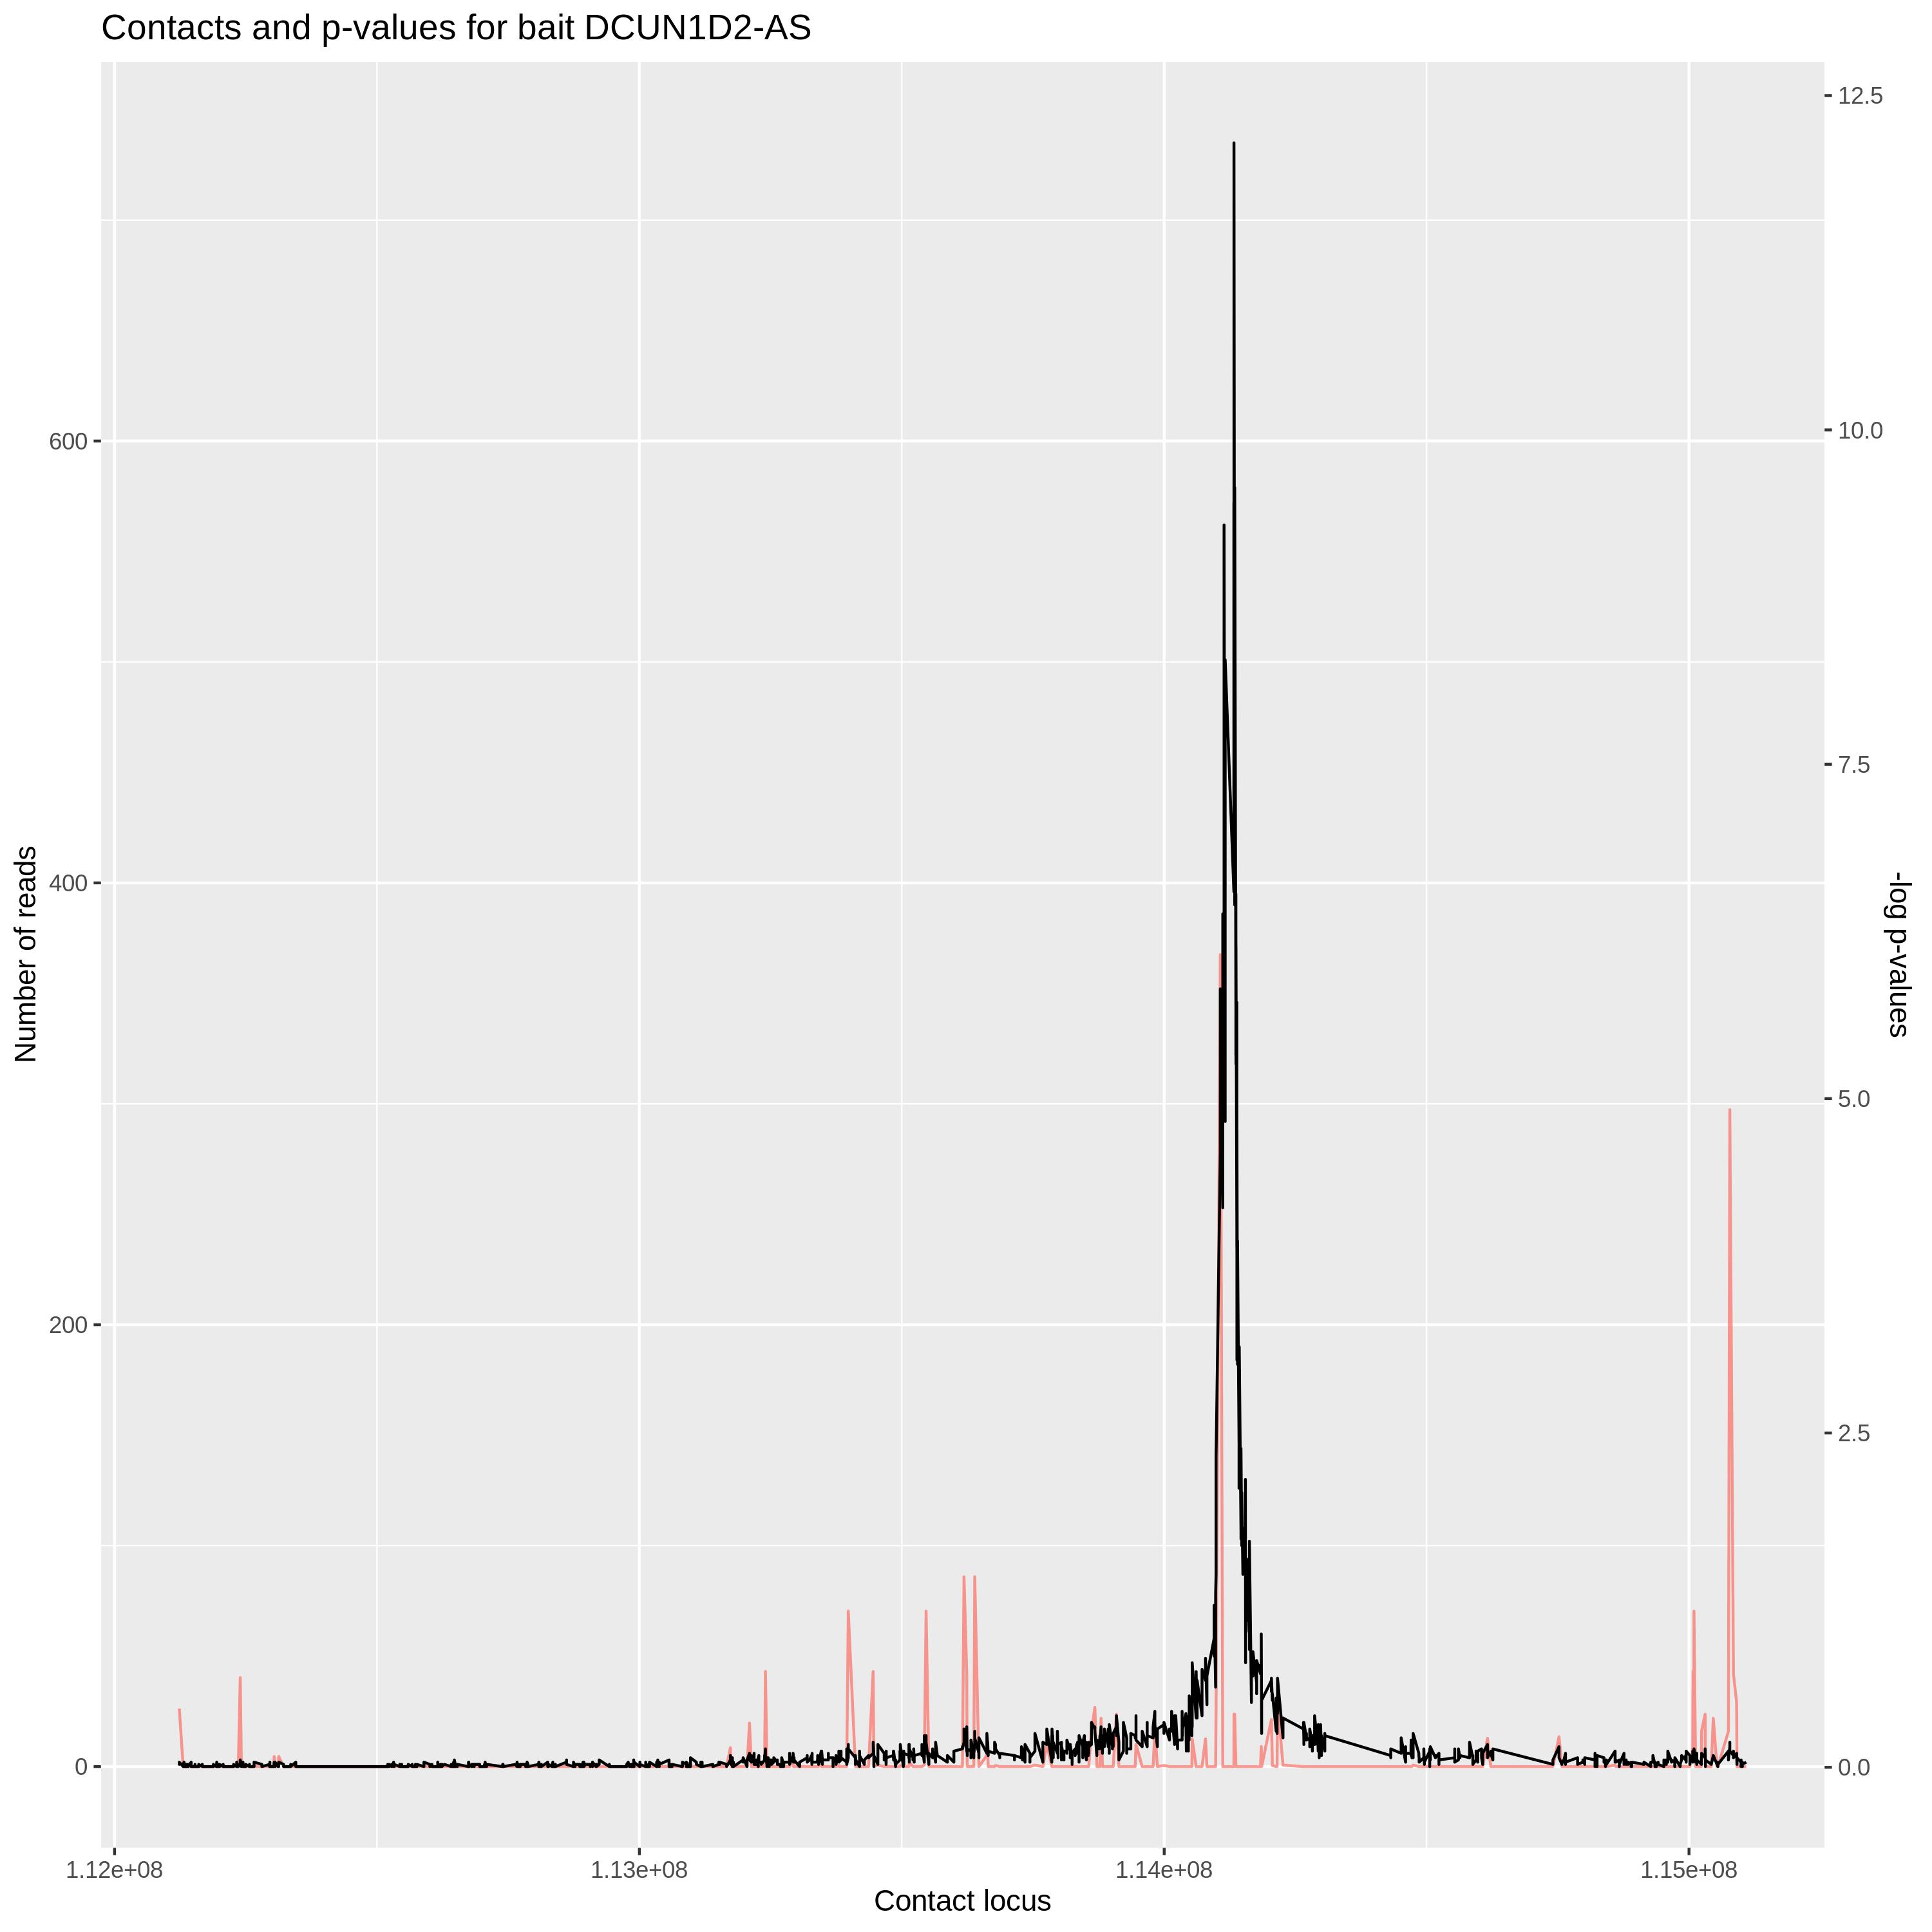 Contacts and p-values for bait DCUN1D2-AS
12.5
10.0
7.5
5.0
2.5
0.0
600
400
200
0
Number of reads
-log p-values
1.12e+08
1.13e+08
1.14e+08
1.15e+08
Contact locus